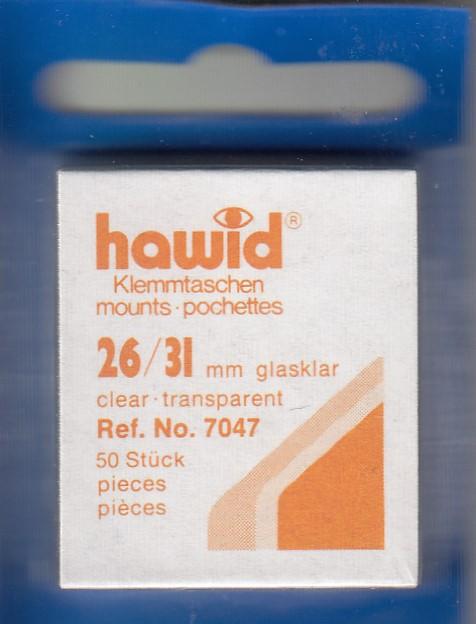 hawid®
Klemmtaschen
mounts · pochettes
26/31 mm glasklar
clear · transparent
Ref. No. 7047
50 Stück
pieces
pièces